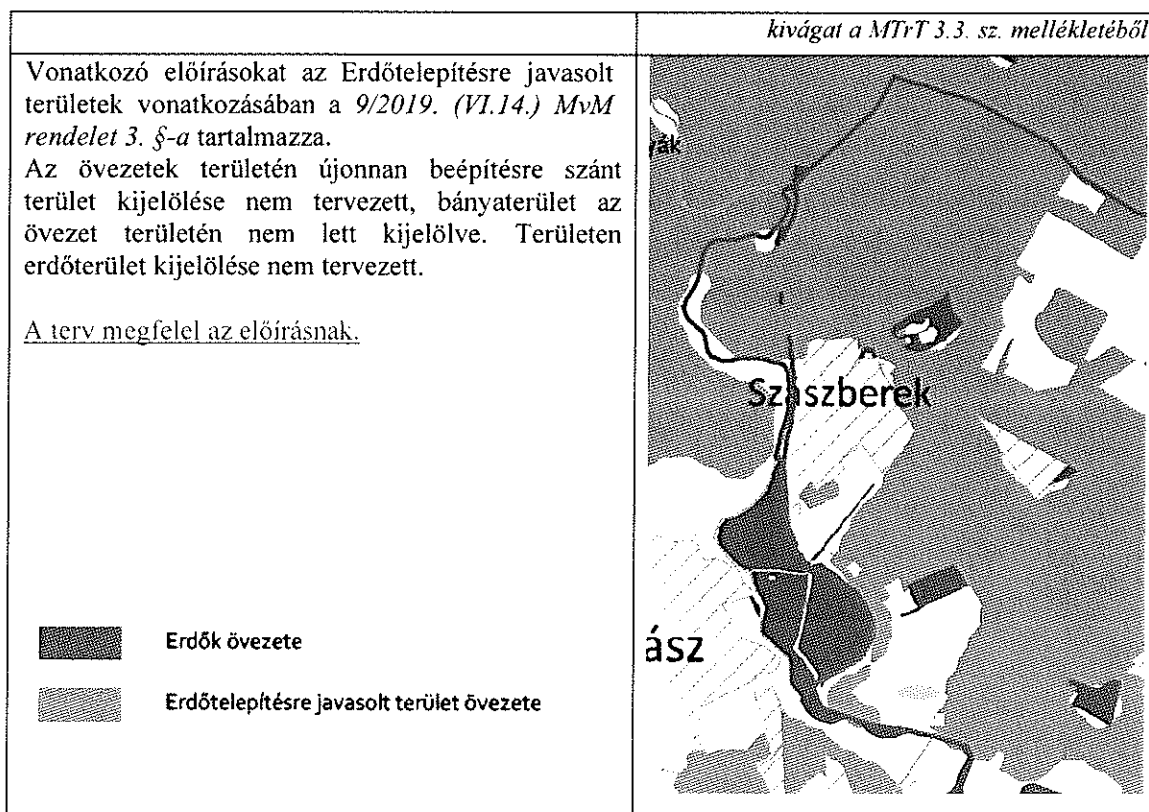 kivágat a MTrT 3.3. sz. mellékletéből
Vonatkozó előírásokat az Erdőtelepítésre javasolt
területek vonatkozásában a 9/2019. (VI.14.) MvM
rendelet 3. §-a tartalmazza.
Az övezetek területén újonnan beépítésre szánt
terület kijelölése nem tervezett, bányaterület az
övezet területén nem lett kijelölve. Területen
erdőterület kijelölése nem tervezett.
A terv megfelel az előírásnak.
Erdők övezete
Erdőtelepítésre javasolt terület övezete
yák
Szászberek
ász